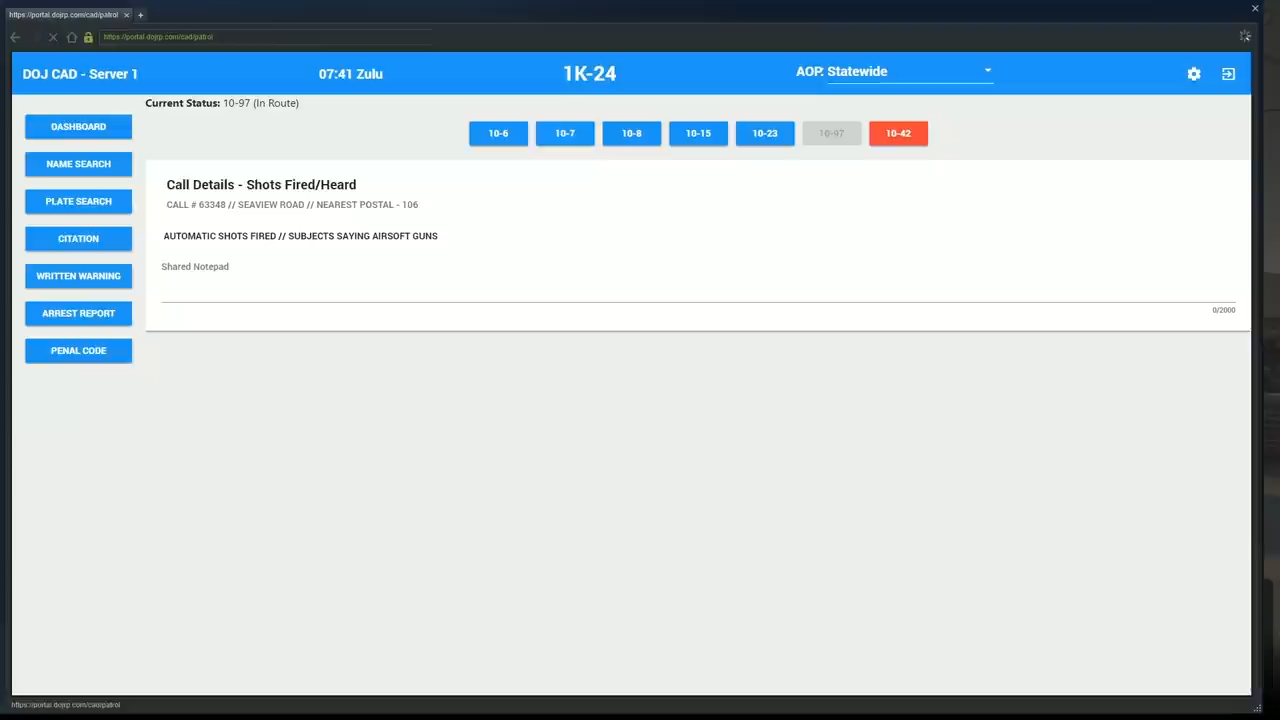 https://portal.dojrp.com/cad/patrol
https://portal.dojrp.com/cad/patrol
DOJ CAD - Server 1
07:41 Zulu
1K-24
AOP: Statewide
Current Status: 10-97 (In Route)
DASHBOARD
NAME SEARCH
PLATE SEARCH
CITATION
WRITTEN WARNING
ARREST REPORT
PENAL CODE
10-6
10-7
10-8
10-15
10-23
10-97
10-42
Call Details - Shots Fired/Heard
CALL # 63348 // SEAVIEW ROAD // NEAREST POSTAL - 106
AUTOMATIC SHOTS FIRED // SUBJECTS SAYING AIRSOFT GUNS
Shared Notepad
0/2000
https://portal.dojrp.com/cad/patrol